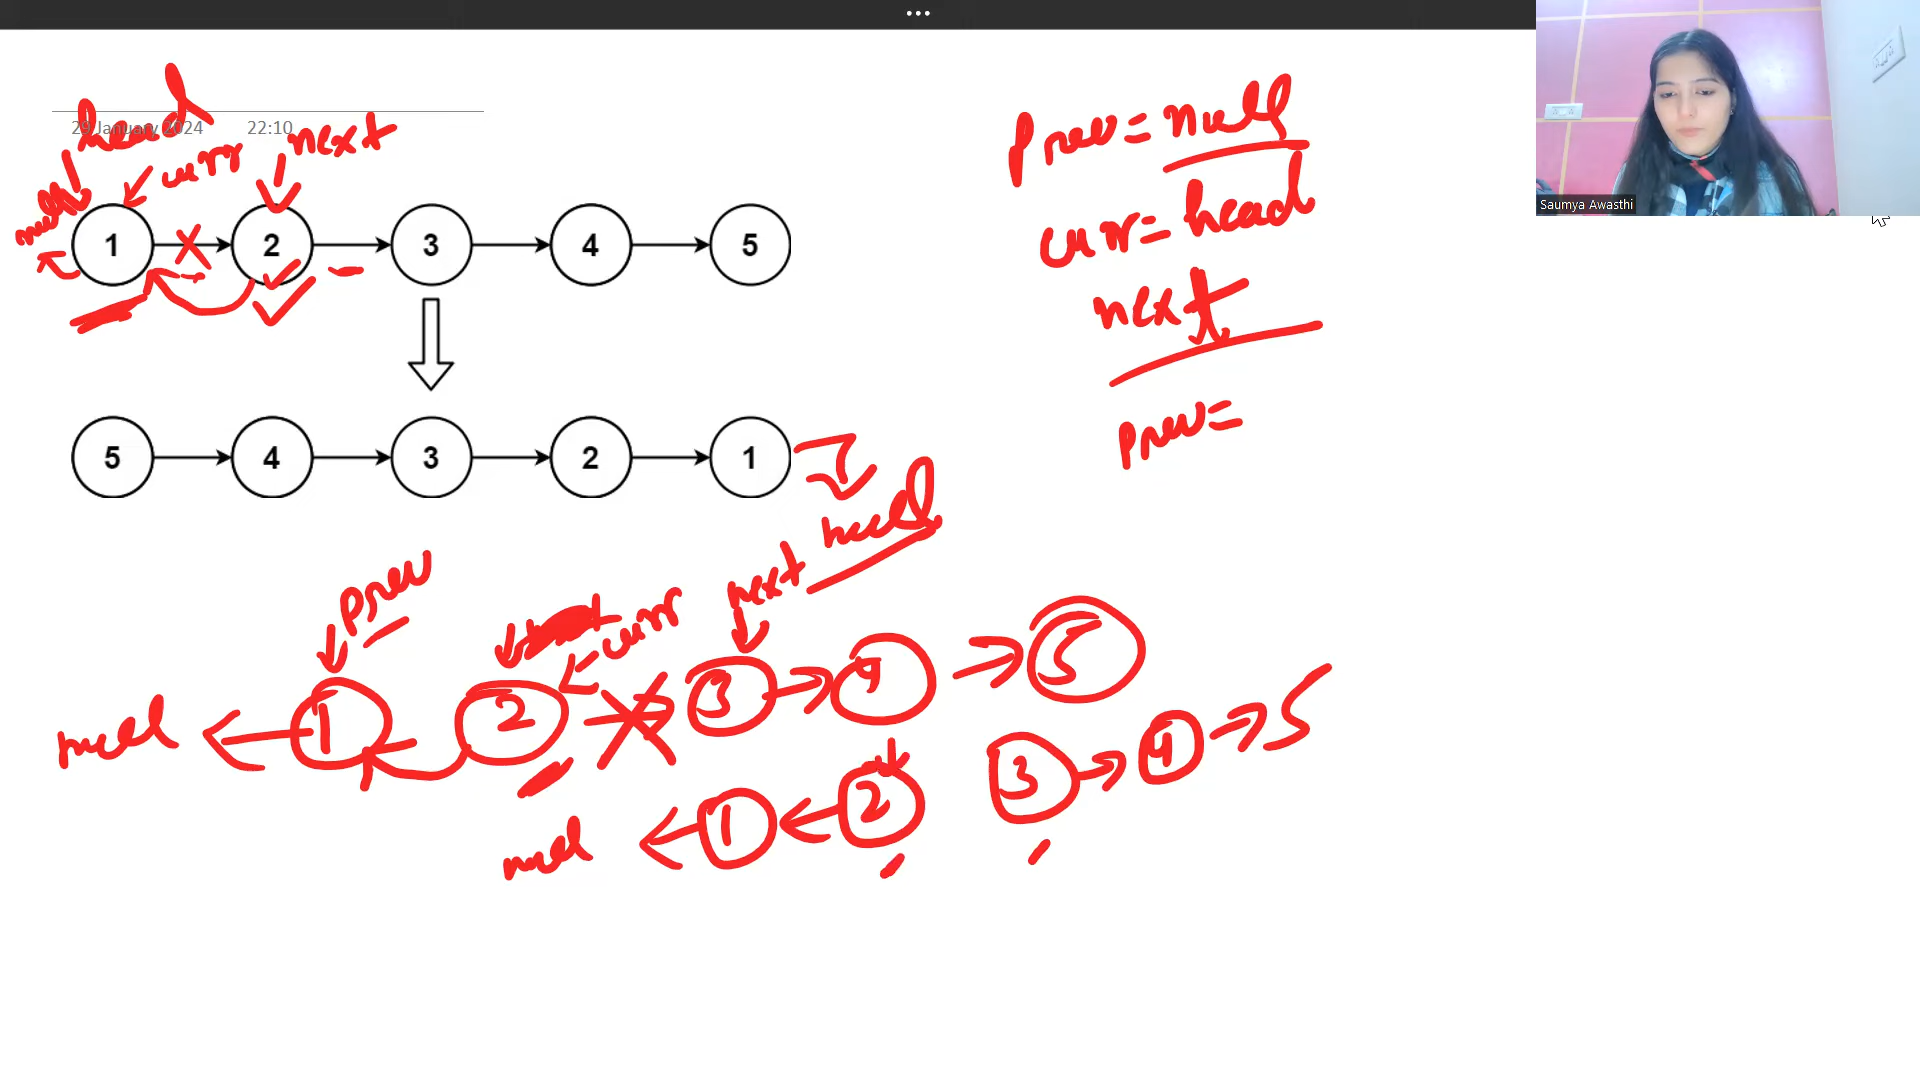 ...
head
29 January 2024 22:10
curr
next
null
1 2 3 4 5
5 4 3 2 1
null
prev = null
curr = head
next
prev =
Saumya Awasthi
prev
curr
next
null 1 2 3 4 5
null 1 2 3 4 5